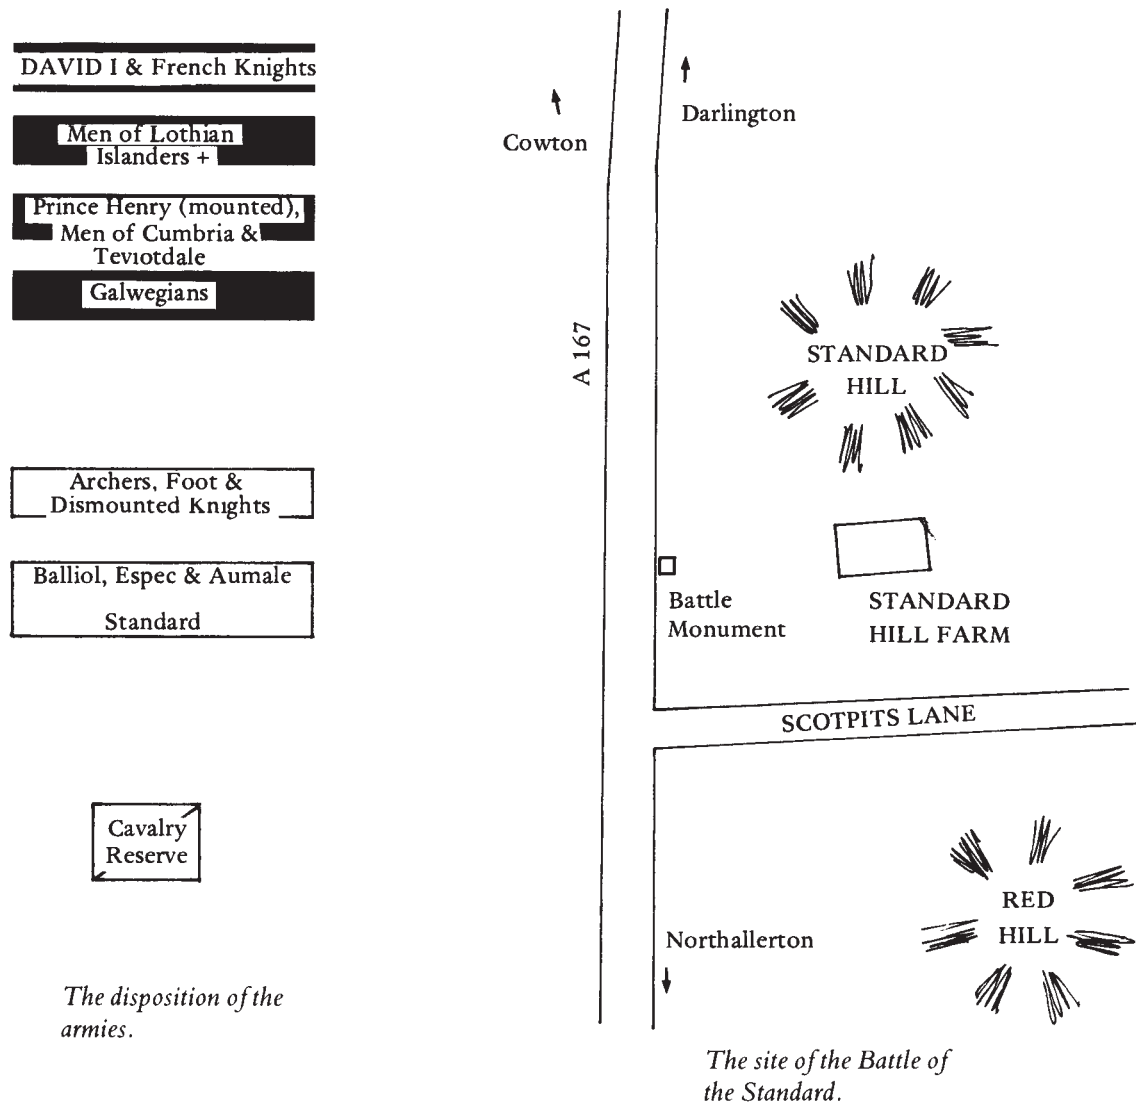 DAVID I & French Knights
Men of Lothian
Islanders +
Prince Henry (mounted),
Men of Cumbria &
Teviotdale
Galwegians
Archers, Foot &
Dismounted Knights
Balliol, Espec & Aumale
Standard
Cavalry
Reserve
The disposition of the
armies.
Cowton
Darlington
A 167
STANDARD
HILL
Battle
Monument
STANDARD
HILL FARM
SCOTPITS LANE
RED
HILL
Northallerton
The site of the Battle of
the Standard.